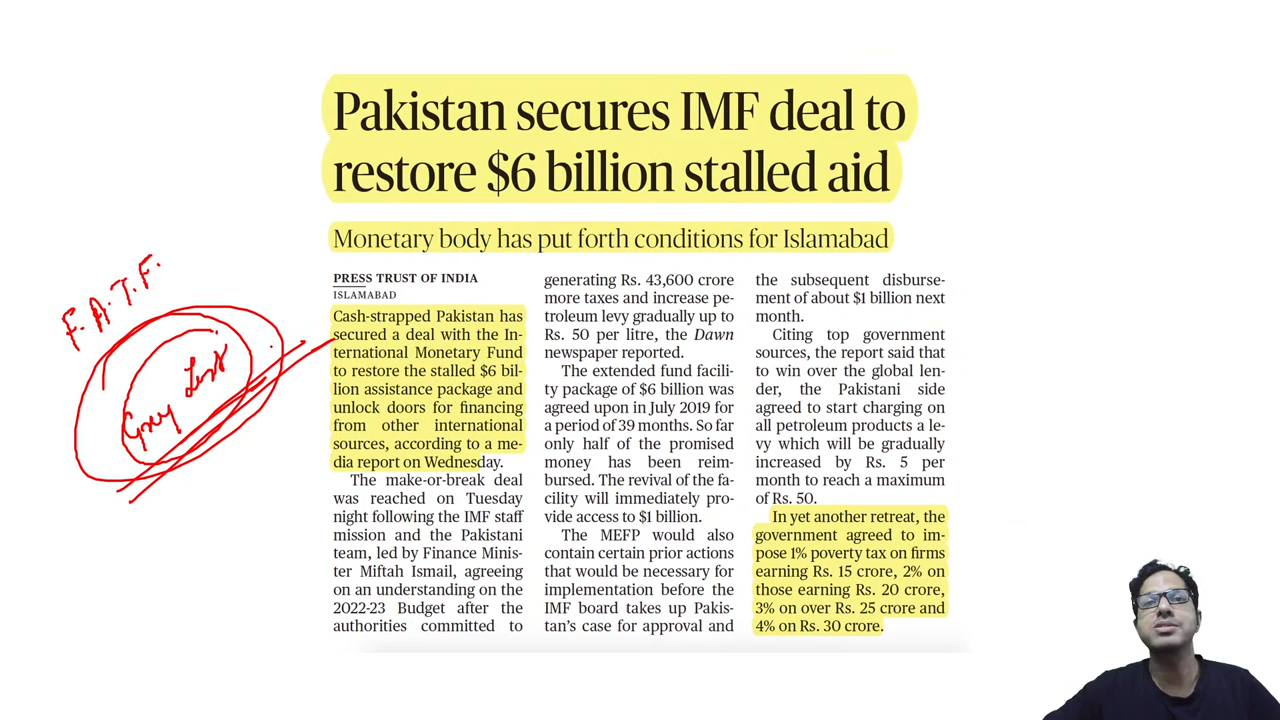 Pakistan secures IMF deal to
restore $6 billion stalled aid
Monetary body has put forth conditions for Islamabad
F.A.T.F.
Grey List
PRESS TRUST OF INDIA
ISLAMABAD
Cash-strapped Pakistan has
secured a deal with the In-
ternational Monetary Fund
to restore the stalled $6 bil-
lion assistance package and
unlock doors for financing
from other international
sources, according to a me-
dia report on Wednesday.
The make-or-break deal
was reached on Tuesday
night following the IMF staff
mission and the Pakistani
team, led by Finance Minis-
ter Miftah Ismail, agreeing
on an understanding on the
2022-23 Budget after the
authorities committed to
generating Rs. 43,600 crore
more taxes and increase pe-
troleum levy gradually up to
Rs. 50 per litre, the Dawn
newspaper reported.
The extended fund facili-
ty package of $6 billion was
agreed upon in July 2019 for
a period of 39 months. So far
only half of the promised
money has been reim-
bursed. The revival of the fa-
cility will immediately pro-
vide access to $1 billion.
The MEFP would also
contain certain prior actions
that would be necessary for
implementation before the
IMF board takes up Pakis-
tan's case for approval and
the subsequent disburse-
ment of about $1 billion next
month.
Citing top government
sources, the report said that
to win over the global len-
der, the Pakistani side
agreed to start charging on
all petroleum products a le-
vy which will be gradually
increased by Rs. 5 per
month to reach a maximum
of Rs. 50.
In yet another retreat, the
government agreed to im-
pose 1% poverty tax on firms
earning Rs. 15 crore, 2% on
those earning Rs. 20 crore,
3% on over Rs. 25 crore and
4% on Rs. 30 crore.